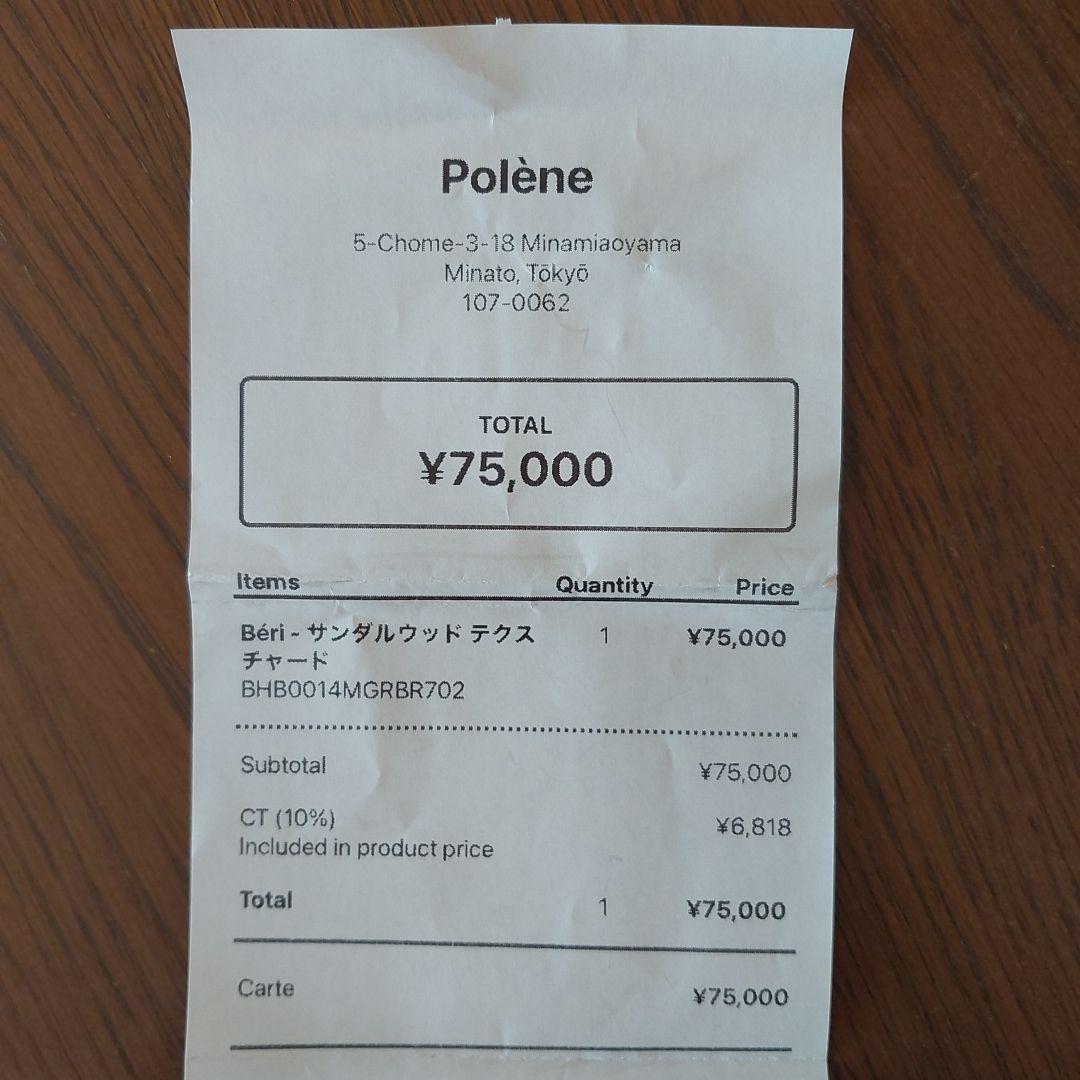 Polène
5-Chome-3-18 Minamiaoyama
Minato, Tōkyō
107-0062
TOTAL
¥75,000
Items Quantity Price
Béri - サンダルウッド テクス 1 ¥75,000
チャード
BHB0014MGRBR702
Subtotal ¥75,000
CT (10%) ¥6,818
Included in product price
Total 1 ¥75,000
Carte ¥75,000